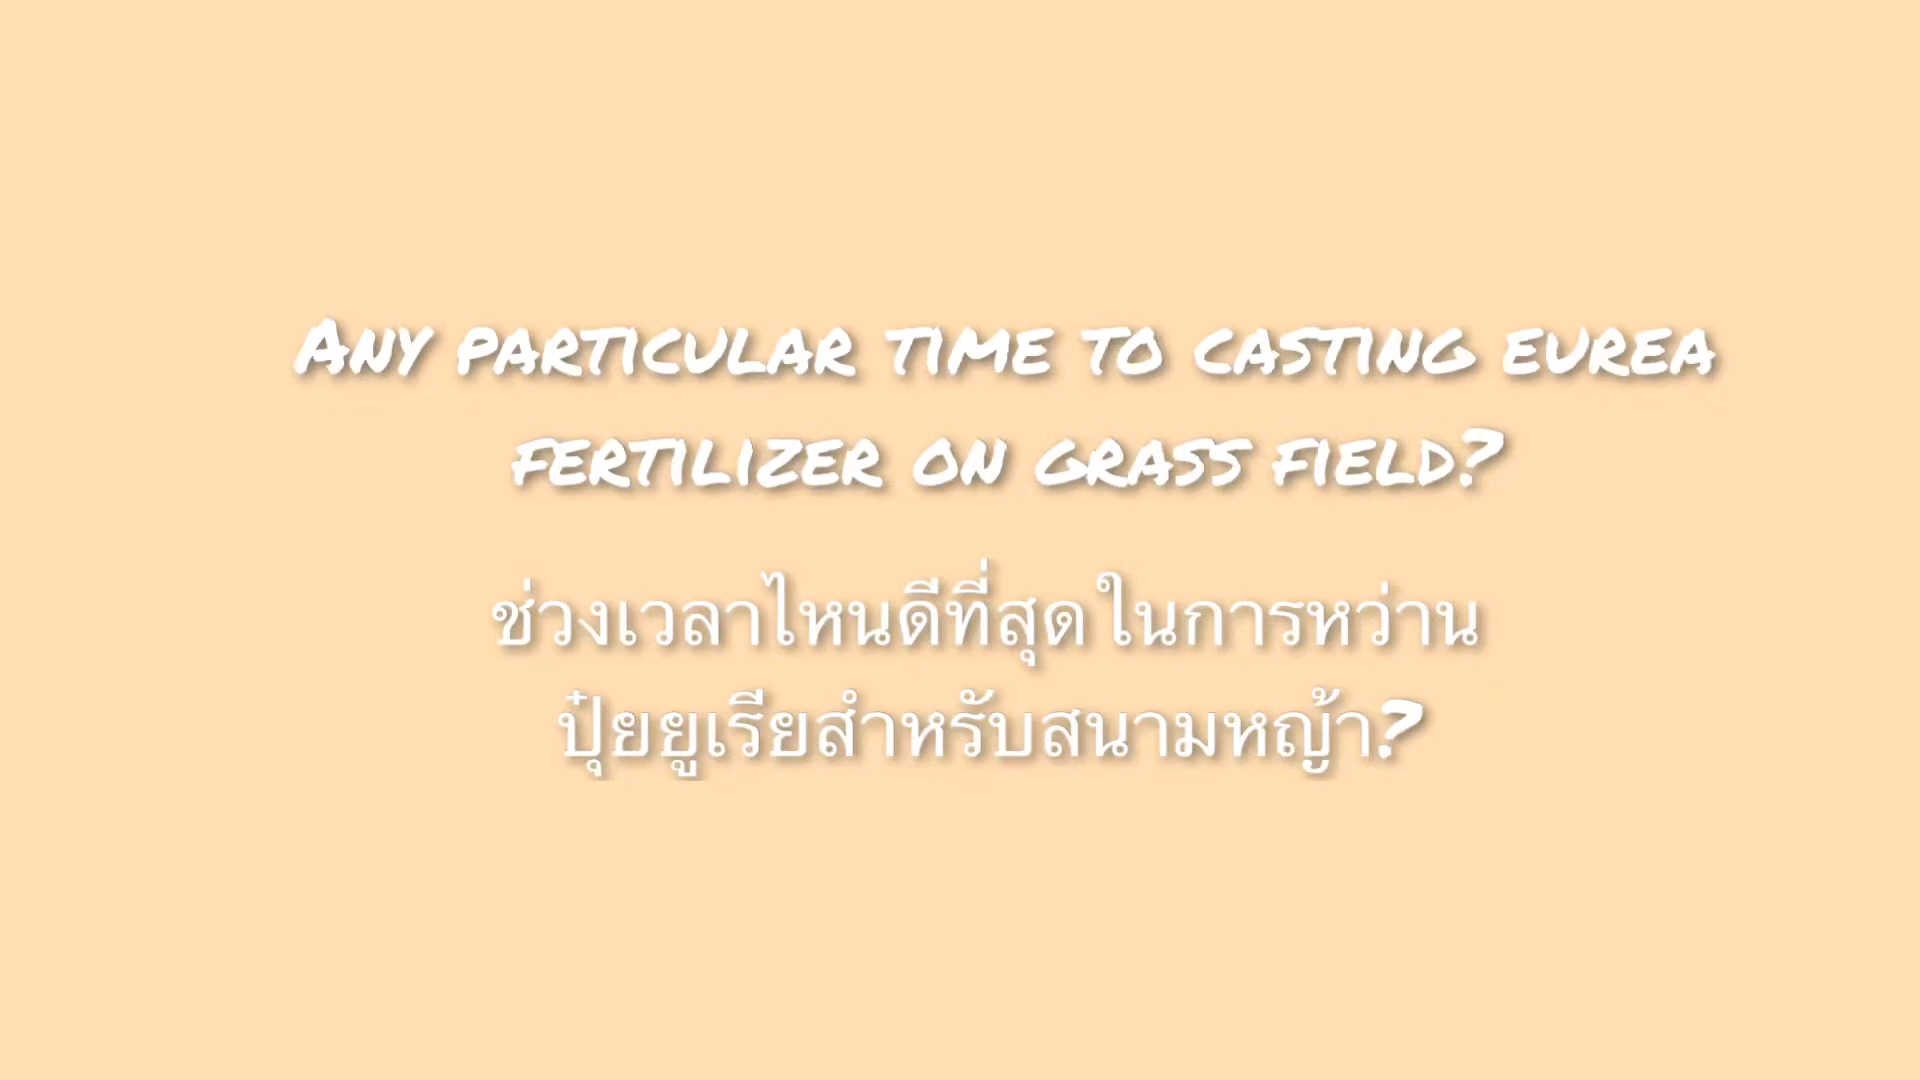 Any particular time to casting eurea
fertilizer on grass field?
ช่วงเวลาไหนดีที่สุดในการหว่าน
ปุ๋ยยูเรียสำหรับสนามหญ้า?